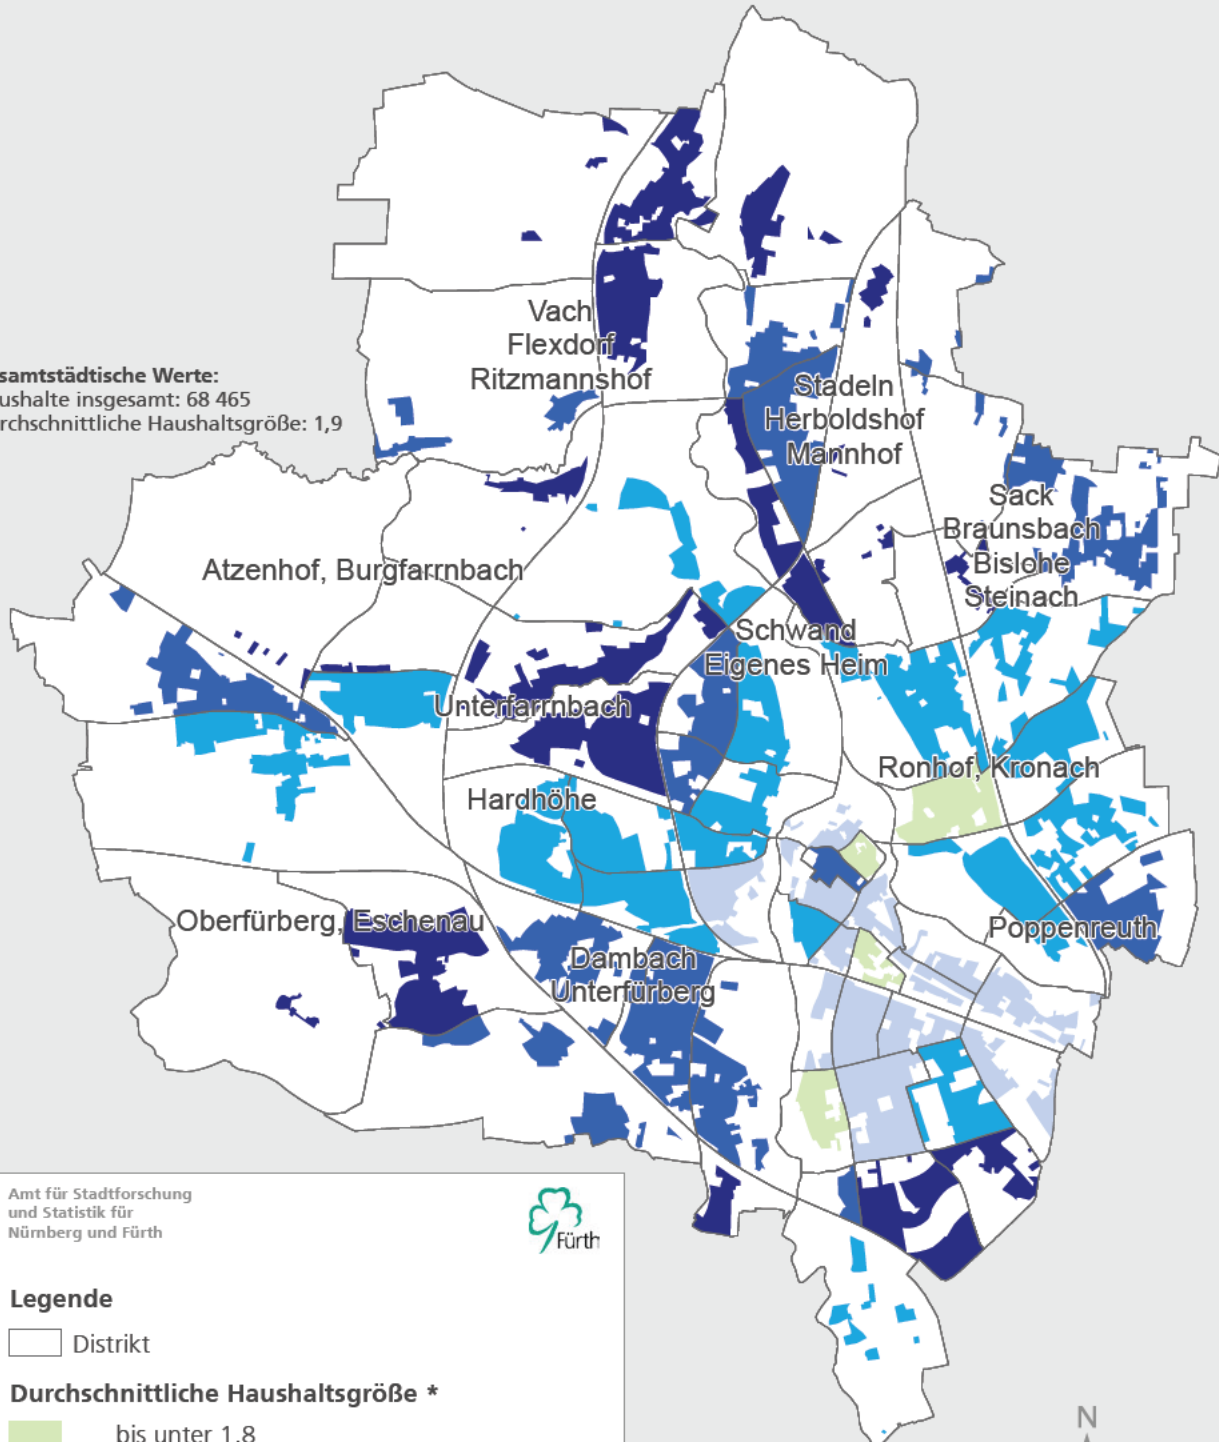 Vach
Flexdorf
Ritzmannshof
samtstädtische Werte:
ushalte insgesamt: 68 465
rchschnittliche Haushaltsgröße: 1,9
Stadeln
Herboldshof
Mannhof
Sack
Braunsbach
Bislohe
Steinach
Atzenhof, Burgfarrnbach
Schwand
Eigenes Heim
Unterfarrnbach
Ronhof, Kronach
Hardhöhe
Oberfürberg, Eschenau
Poppenreuth
Dambach
Unterfürberg
Amt für Stadtforschung
und Statistik für
Nürnberg und Fürth
Fürth
Legende
Distrikt
Durchschnittliche Haushaltsgröße *
bis unter 1,8
N